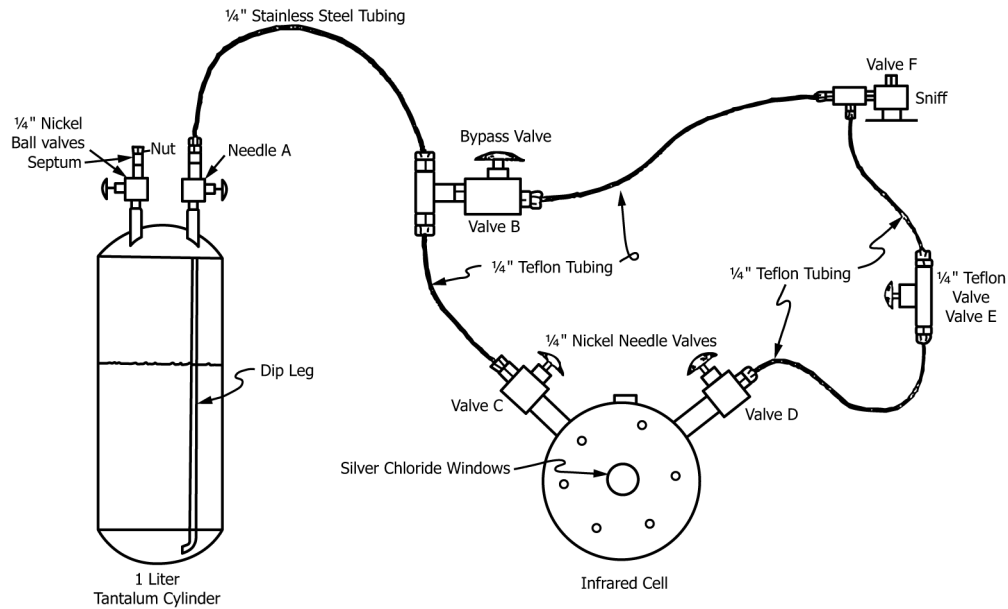 ¼" Stainless Steel Tubing
Valve F
Sniff
¼" Nickel
Ball valves
Septum
Nut
Needle A
Bypass Valve
Valve B
¼" Teflon Tubing
¼" Teflon Tubing
¼" Teflon
Valve
Valve E
¼" Nickel Needle Valves
Dip Leg
Valve C
Valve D
Silver Chloride Windows
1 Liter
Tantalum Cylinder
Infrared Cell